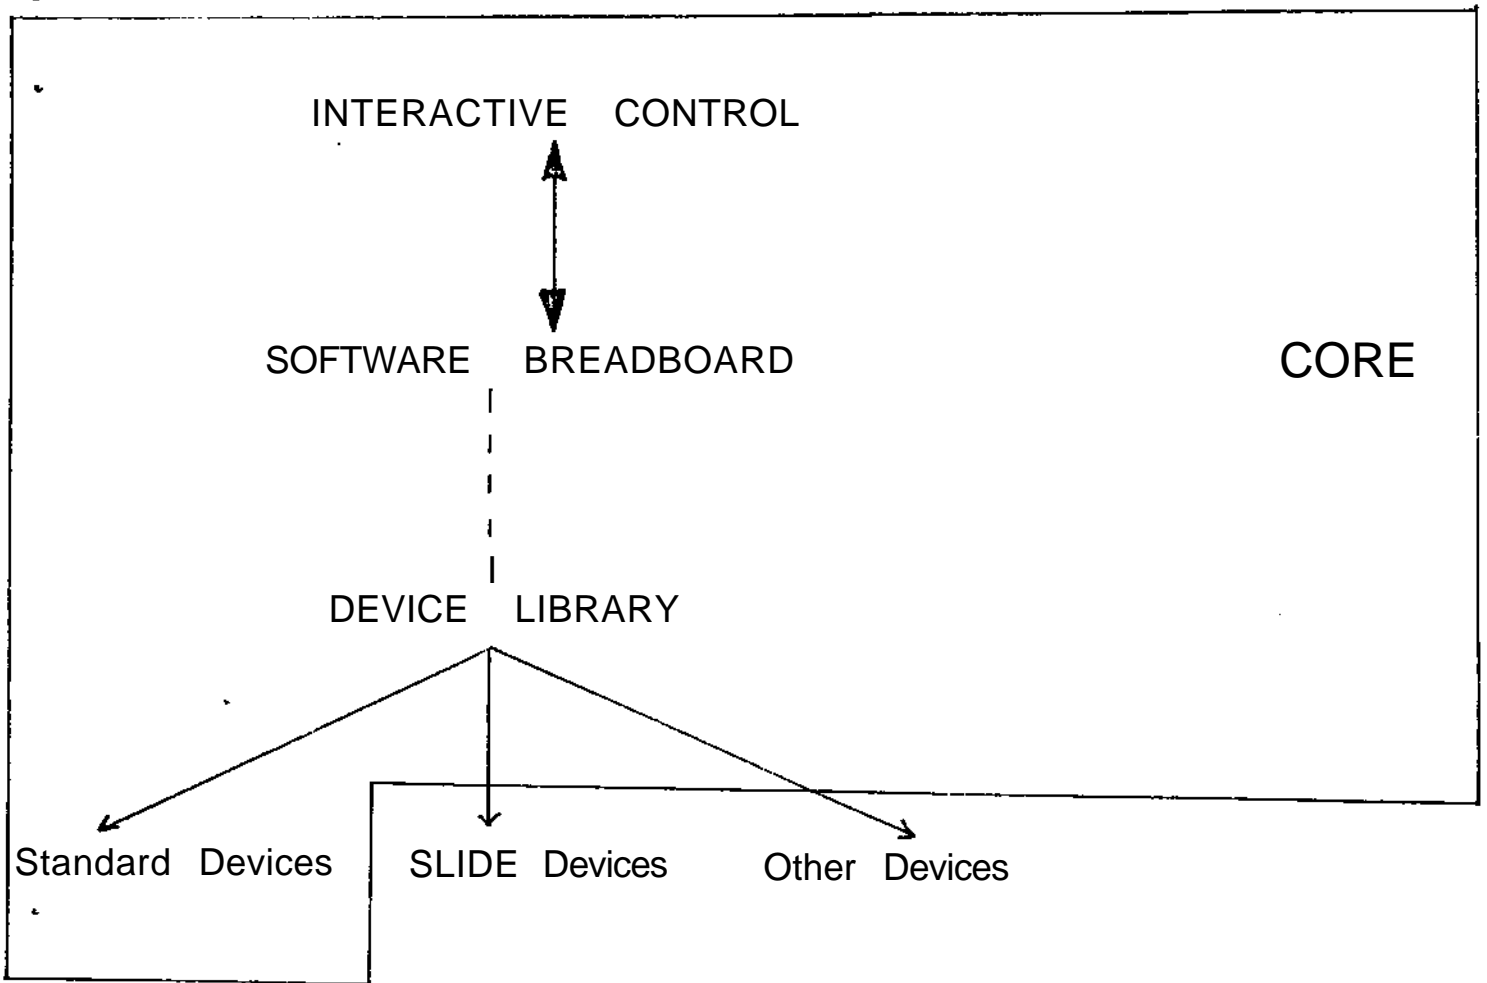 INTERACTIVE CONTROL
SOFTWARE BREADBOARD
CORE
DEVICE LIBRARY
Standard Devices
SLIDE Devices
Other Devices